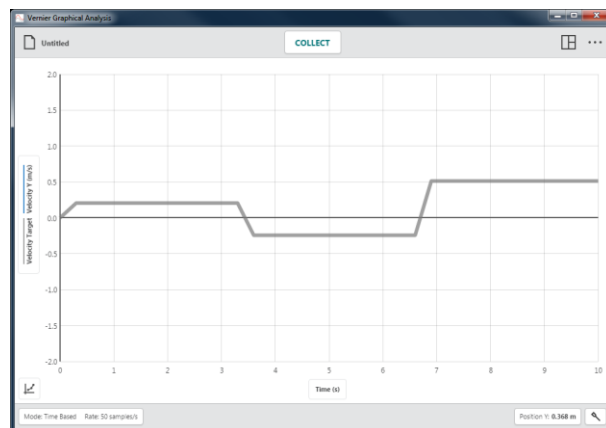 Vernier Graphical Analysis
Untitled
COLLECT
2.0
1.5
1.0
0.5
0.0
-0.5
-1.0
-1.5
-2.0
Velocity Target Velocity Y (m/s)
0 1 2 3 4 5 6 7 8 9 10
Time (s)
Mode: Time Based Rate: 50 samples/s
Position Y: 0.368 m